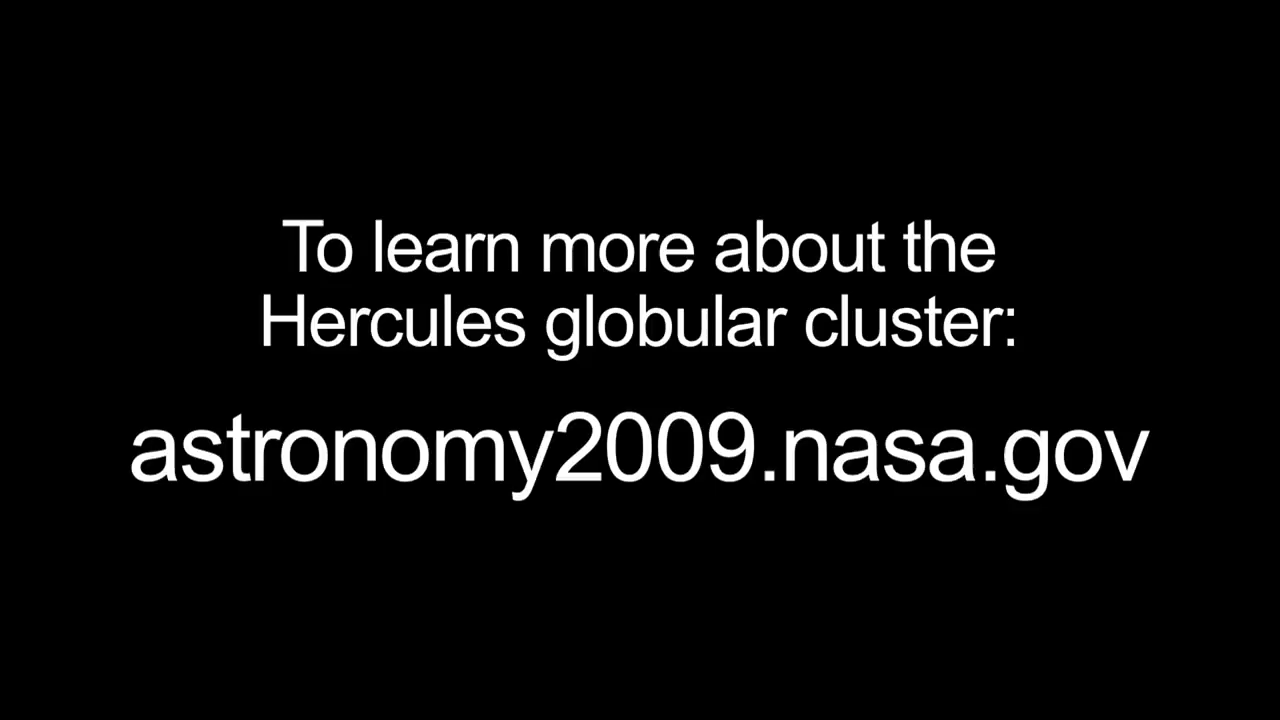 To learn more about the
Hercules globular cluster:
astronomy2009.nasa.gov